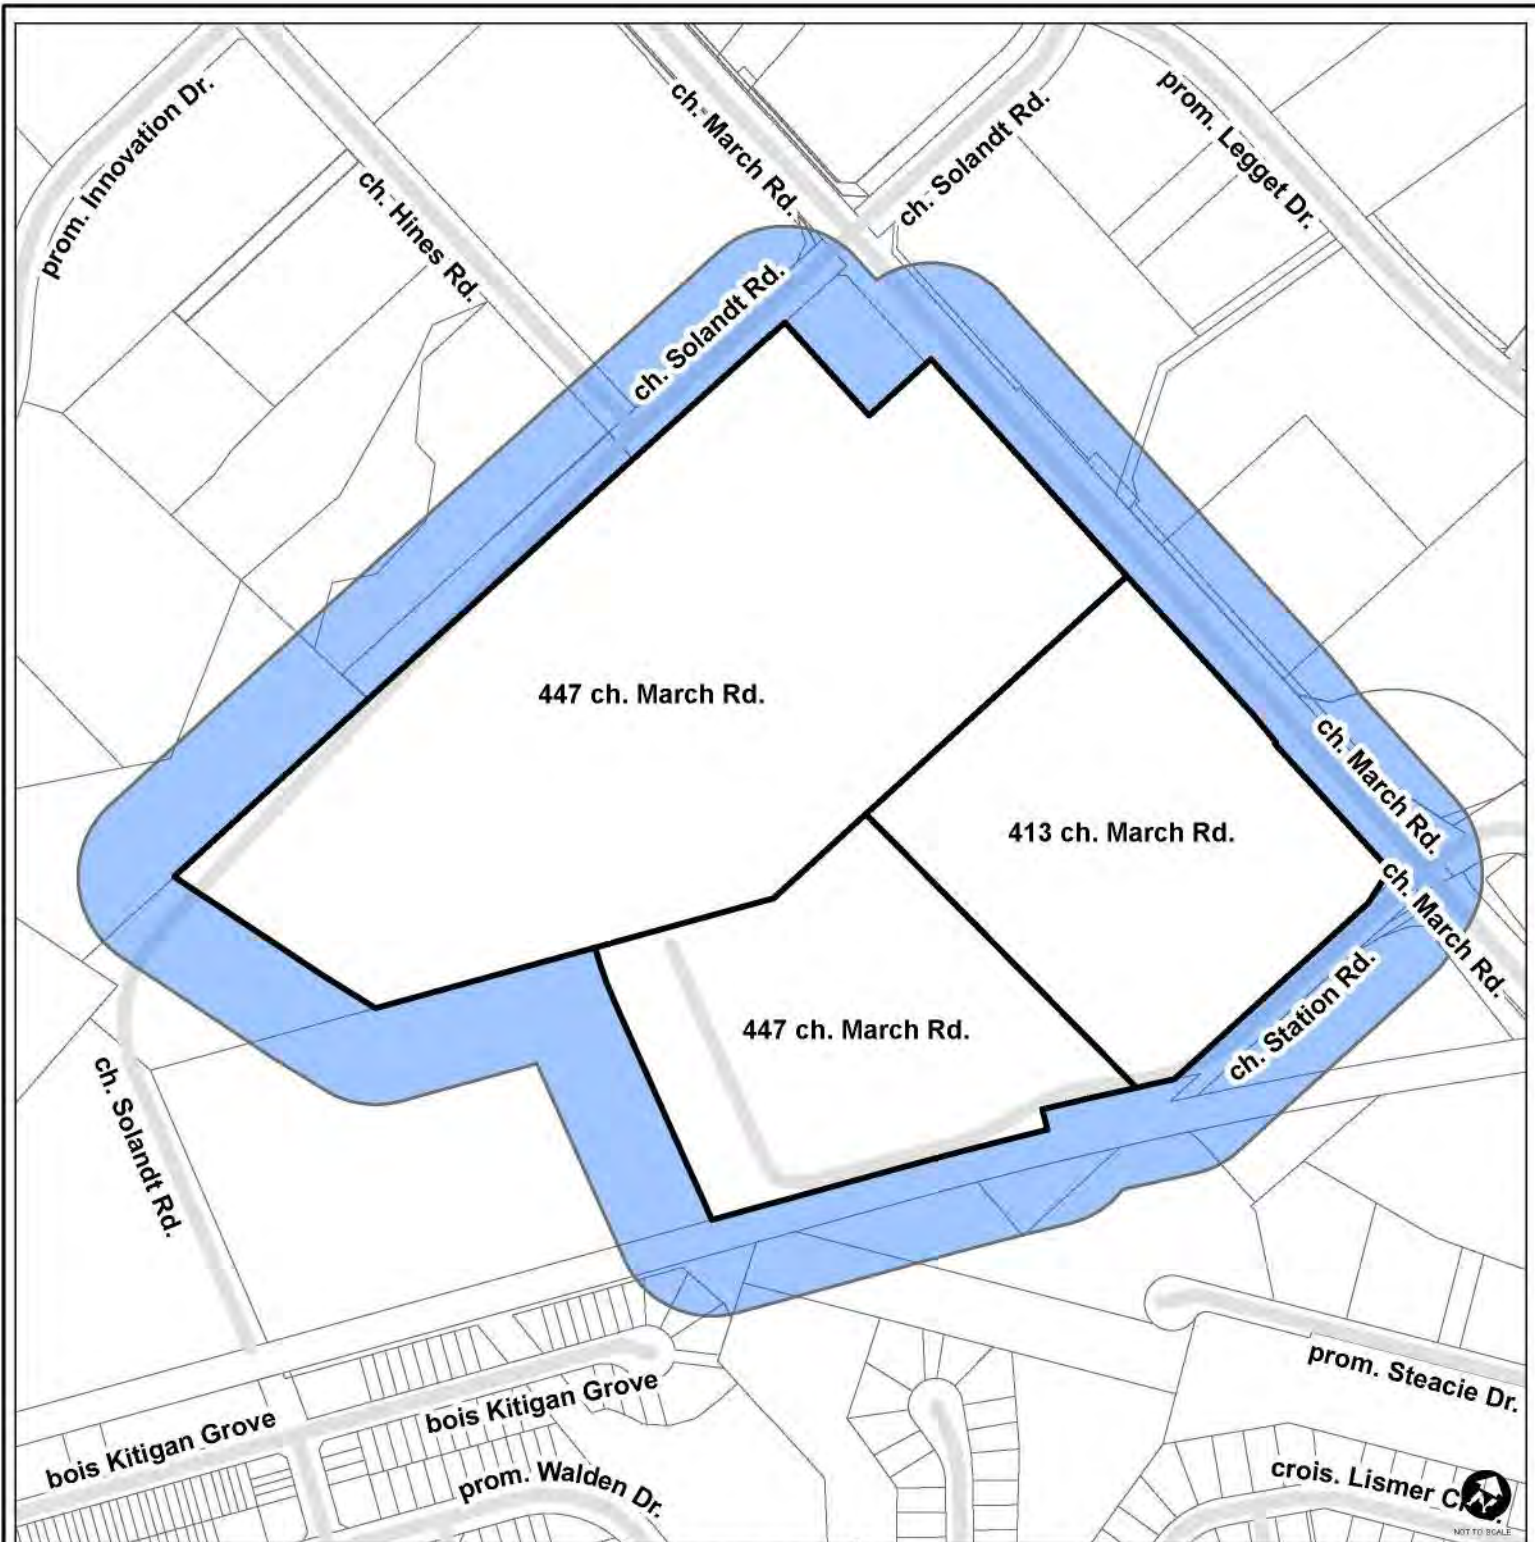 prom. Innovation Dr.
ch. Hines Rd.
ch. March Rd.
ch. Solandt Rd.
prom. Legget Dr.
ch. Solandt Rd.
447 ch. March Rd.
413 ch. March Rd.
ch. March Rd.
ch. March Rd.
447 ch. March Rd.
ch. Station Rd.
ch. Solandt Rd.
bois Kitigan Grove
bois Kitigan Grove
prom. Walden Dr.
prom. Steacie Dr.
crois. Lismer
NOT TO SCALE